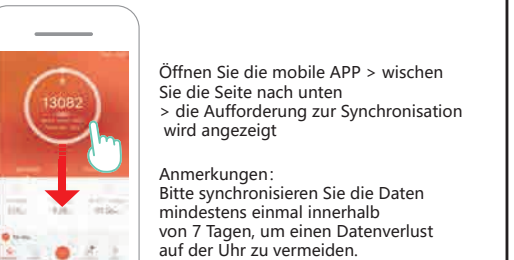 13082
Öffnen Sie die mobile APP > wischen
Sie die Seite nach unten
> die Aufforderung zur Synchronisation
wird angezeigt
Anmerkungen:
Bitte synchronisieren Sie die Daten
mindestens einmal innerhalb
von 7 Tagen, um einen Datenverlust
auf der Uhr zu vermeiden.